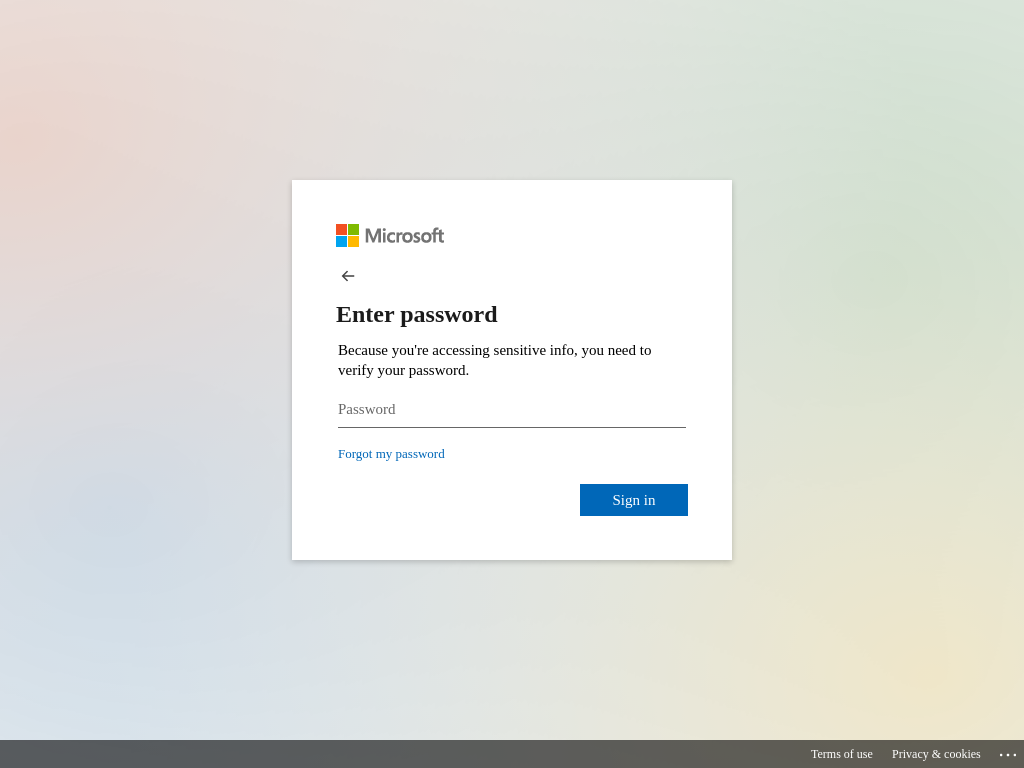 Microsoft
Enter password
Because you're accessing sensitive info, you need to
verify your password.
Password
Forgot my password
Sign in
Terms of use Privacy & cookies ...